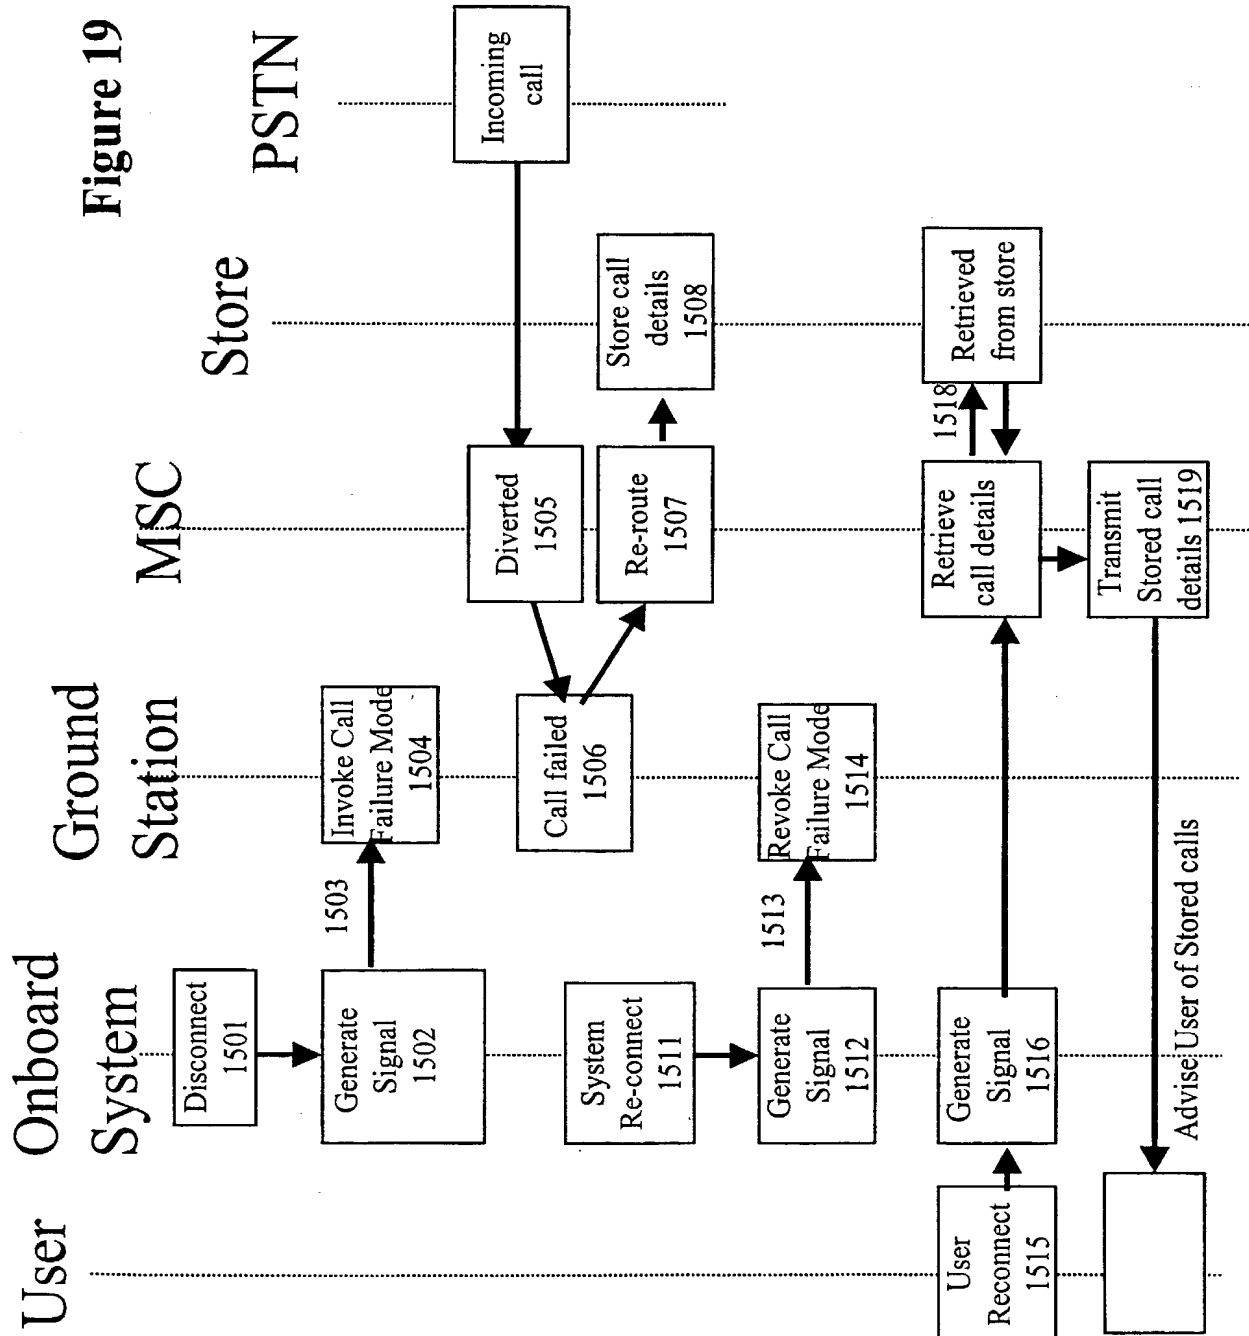 Figure 19
User
Onboard
System
Ground
Station
MSC
Store
PSTN
Disconnect
1501
Generate
Signal
1502
1503
Invoke Call
Failure Mode
1504
Incoming
call
Diverted
1505
Call failed
1506
Re-route
1507
Store call
details
1508
System
Re-connect
1511
Generate
Signal
1512
1513
Revoke Call
Failure Mode
1514
User
Reconnect
1515
Generate
Signal
1516
Retrieve
call details
1518
Retrieved
from store
Transmit
Stored call
details 1519
Advise User of Stored calls